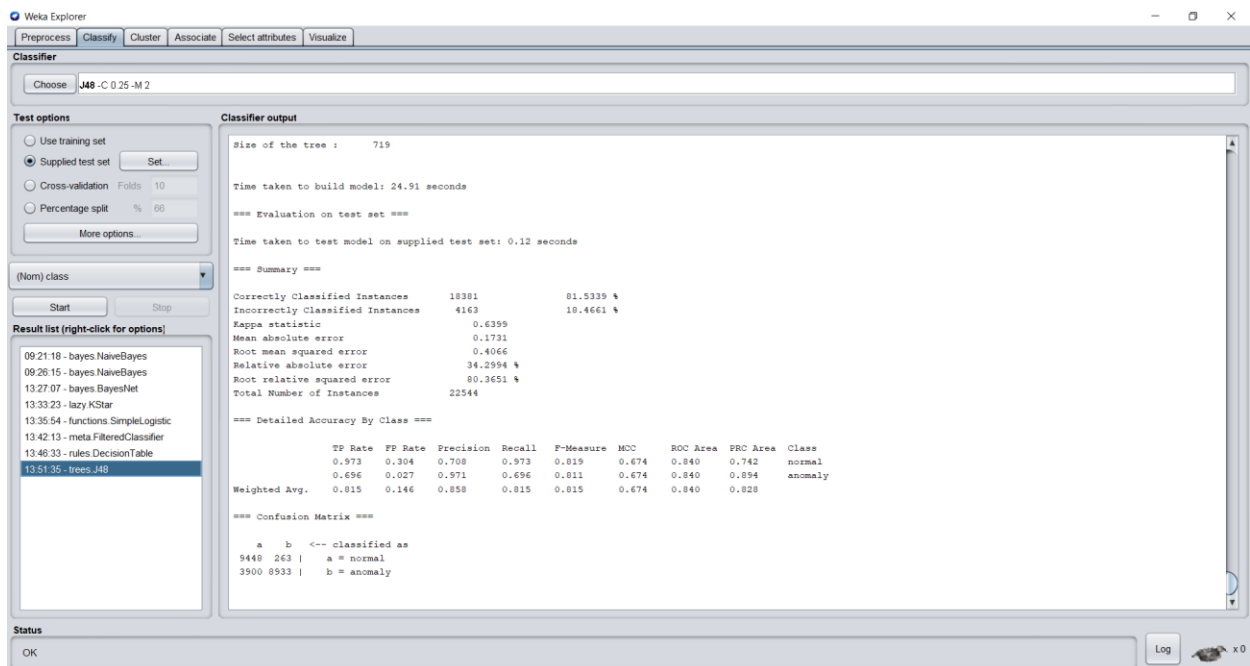 Weka Explorer
Preprocess Classify Cluster Associate Select attributes Visualize
Classifier
Choose J48 -C 0.25 -M 2
Test options
Use training set
Supplied test set Set...
Cross-validation Folds 10
Percentage split % 66
More options...
(Nom) class
Start Stop
Result list (right-click for options)
09:21:18 - bayes.NaiveBayes
09:26:15 - bayes.NaiveBayes
13:27:07 - bayes.BayesNet
13:33:23 - lazy.KStar
13:35:54 - functions.SimpleLogistic
13:42:13 - meta.FilteredClassifier
13:46:33 - rules.DecisionTable
13:51:35 - trees.J48
Classifier output
Size of the tree : 719
Time taken to build model: 24.91 seconds
=== Evaluation on test set ===
Time taken to test model on supplied test set: 0.12 seconds
=== Summary ===
Correctly Classified Instances 18381 81.5339 %
Incorrectly Classified Instances 4163 18.4661 %
Kappa statistic 0.6399
Mean absolute error 0.1731
Root mean squared error 0.4066
Relative absolute error 34.2994 %
Root relative squared error 80.3651 %
Total Number of Instances 22544
=== Detailed Accuracy By Class ===
TP Rate FP Rate Precision Recall F-Measure MCC ROC Area PRC Area Class
0.973 0.304 0.708 0.973 0.819 0.674 0.840 0.742 normal
0.696 0.027 0.971 0.696 0.811 0.674 0.840 0.894 anomaly
Weighted Avg. 0.815 0.146 0.858 0.815 0.815 0.674 0.840 0.828
=== Confusion Matrix ===
a b <-- classified as
9448 263 | a = normal
3900 8933 | b = anomaly
Status
OK
Log x 0